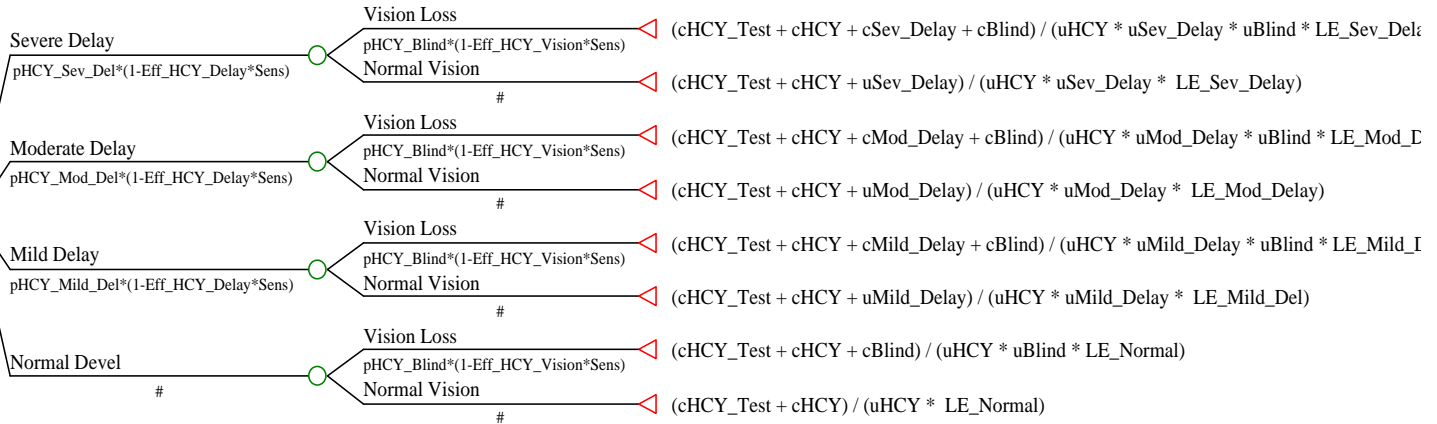 Vision Loss
(cHCY_Test + cHCY + cSev_Delay + cBlind) / (uHCY * uSev_Delay * uBlind * LE_Sev_Dela
Severe Delay
pHCY_Blind*(1-Eff_HCY_Vision*Sens)
pHCY_Sev_Del*(1-Eff_HCY_Delay*Sens)
Normal Vision
(cHCY_Test + cHCY + uSev_Delay) / (uHCY * uSev_Delay *  LE_Sev_Delay)
#
Vision Loss
(cHCY_Test + cHCY + cMod_Delay + cBlind) / (uHCY * uMod_Delay * uBlind * LE_Mod_D
Moderate Delay
pHCY_Blind*(1-Eff_HCY_Vision*Sens)
pHCY_Mod_Del*(1-Eff_HCY_Delay*Sens)
Normal Vision
(cHCY_Test + cHCY + uMod_Delay) / (uHCY * uMod_Delay *  LE_Mod_Delay)
#
Vision Loss
(cHCY_Test + cHCY + cMild_Delay + cBlind) / (uHCY * uMild_Delay * uBlind * LE_Mild_D
Mild Delay
pHCY_Blind*(1-Eff_HCY_Vision*Sens)
pHCY_Mild_Del*(1-Eff_HCY_Delay*Sens)
Normal Vision
(cHCY_Test + cHCY + uMild_Delay) / (uHCY * uMild_Delay *  LE_Mild_Del)
#
Vision Loss
(cHCY_Test + cHCY + cBlind) / (uHCY * uBlind * LE_Normal)
Normal Devel
pHCY_Blind*(1-Eff_HCY_Vision*Sens)
#
Normal Vision
(cHCY_Test + cHCY) / (uHCY *  LE_Normal)
#